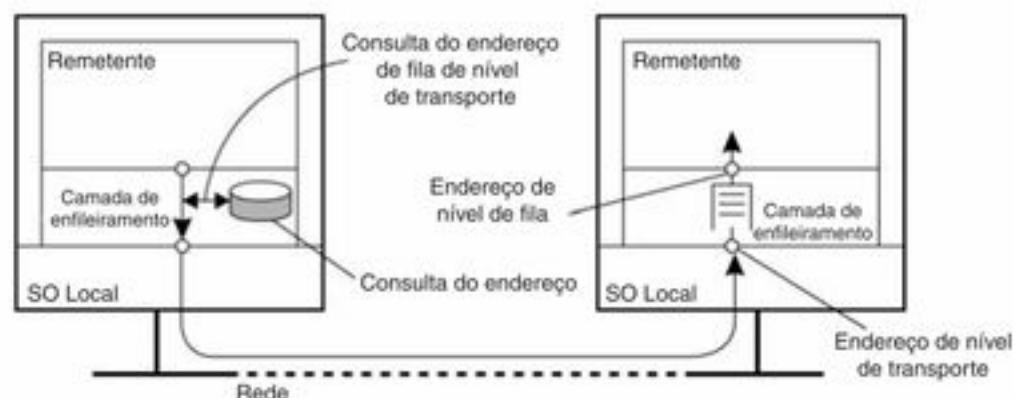 Remetente
Consulta do endereço
de fila de nível
de transporte
Camada de
enfileiramento
Consulta do endereço
SO Local
Rede
Remetente
Endereço de
nível de fila
Camada de
enfileiramento
SO Local
Endereço de nível
de transporte